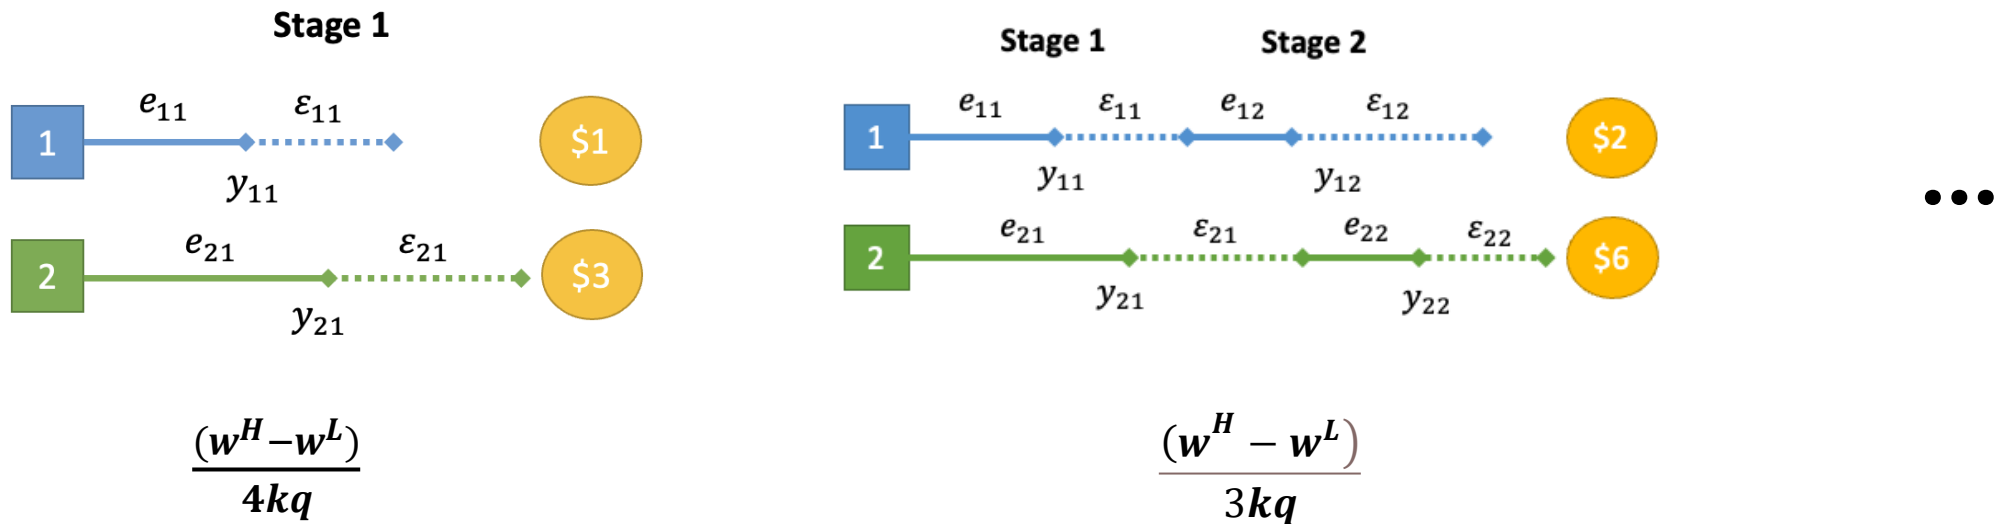 Stage 1
e₁₁ ε₁₁
1 $1
y₁₁
e₂₁ ε₂₁
2 $3
y₂₁
(w^H−w^L)
4kq
Stage 1 Stage 2
e₁₁ ε₁₁ e₁₂ ε₁₂
1 $2
y₁₁ y₁₂
e₂₁ ε₂₁ e₂₂ ε₂₂
2 $6
y₂₁ y₂₂
(w^H − w^L)
3kq
•••